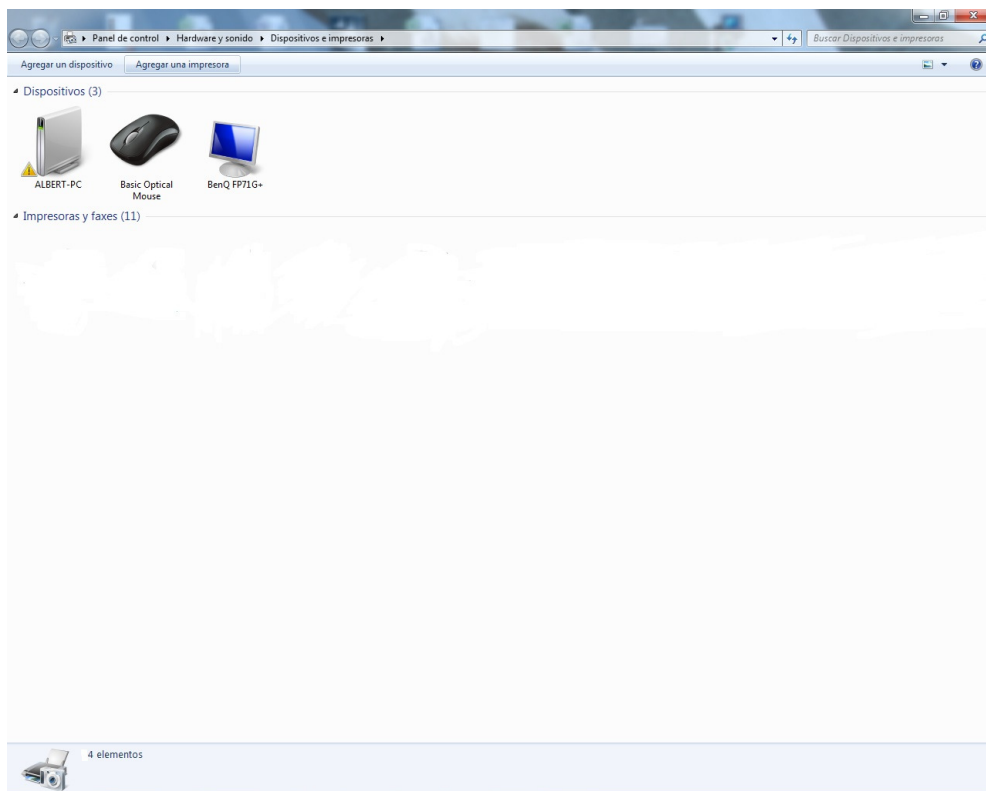 Panel de control Hardware y sonido Dispositivos e impresoras
Buscar Dispositivos e impresoras
Agregar un dispositivo Agregar una impresora
Dispositivos (3)
ALBERT-PC
Basic Optical
Mouse
BenQ FP71G+
Impresoras y faxes (11)
4 elementos